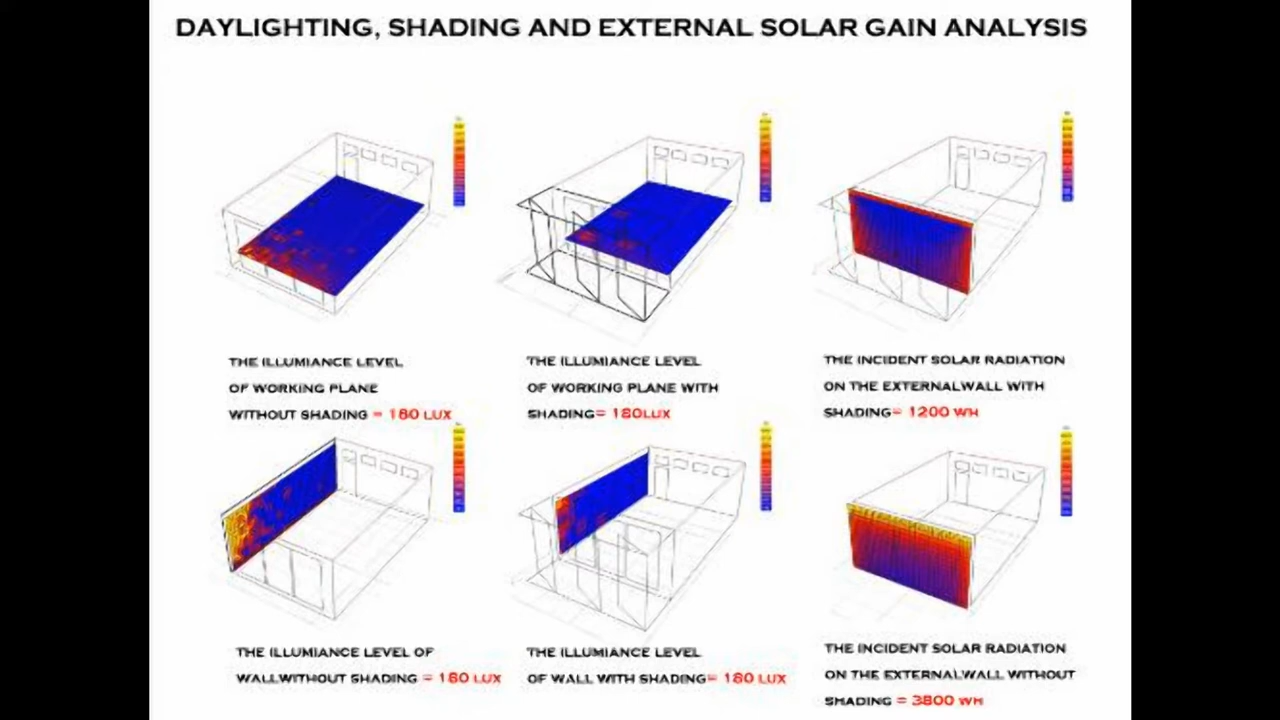 DAYLIGHTING, SHADING AND EXTERNAL SOLAR GAIN ANALYSIS
THE ILLUMIANCE LEVEL
OF WORKING PLANE
WITHOUT SHADING = 180 LUX
THE ILLUMIANCE LEVEL
OF WORKING PLANE WITH
SHADING= 180LUX
THE INCIDENT SOLAR RADIATION
ON THE EXTERNALWALL WITH
SHADING= 1200 WH
THE ILLUMIANCE LEVEL OF
WALLWITHOUT SHADING = 180 LUX
THE ILLUMIANCE LEVEL
OF WALL WITH SHADING= 180 LUX
THE INCIDENT SOLAR RADIATION
ON THE EXTERNALWALL WITHOUT
SHADING = 3800 WH